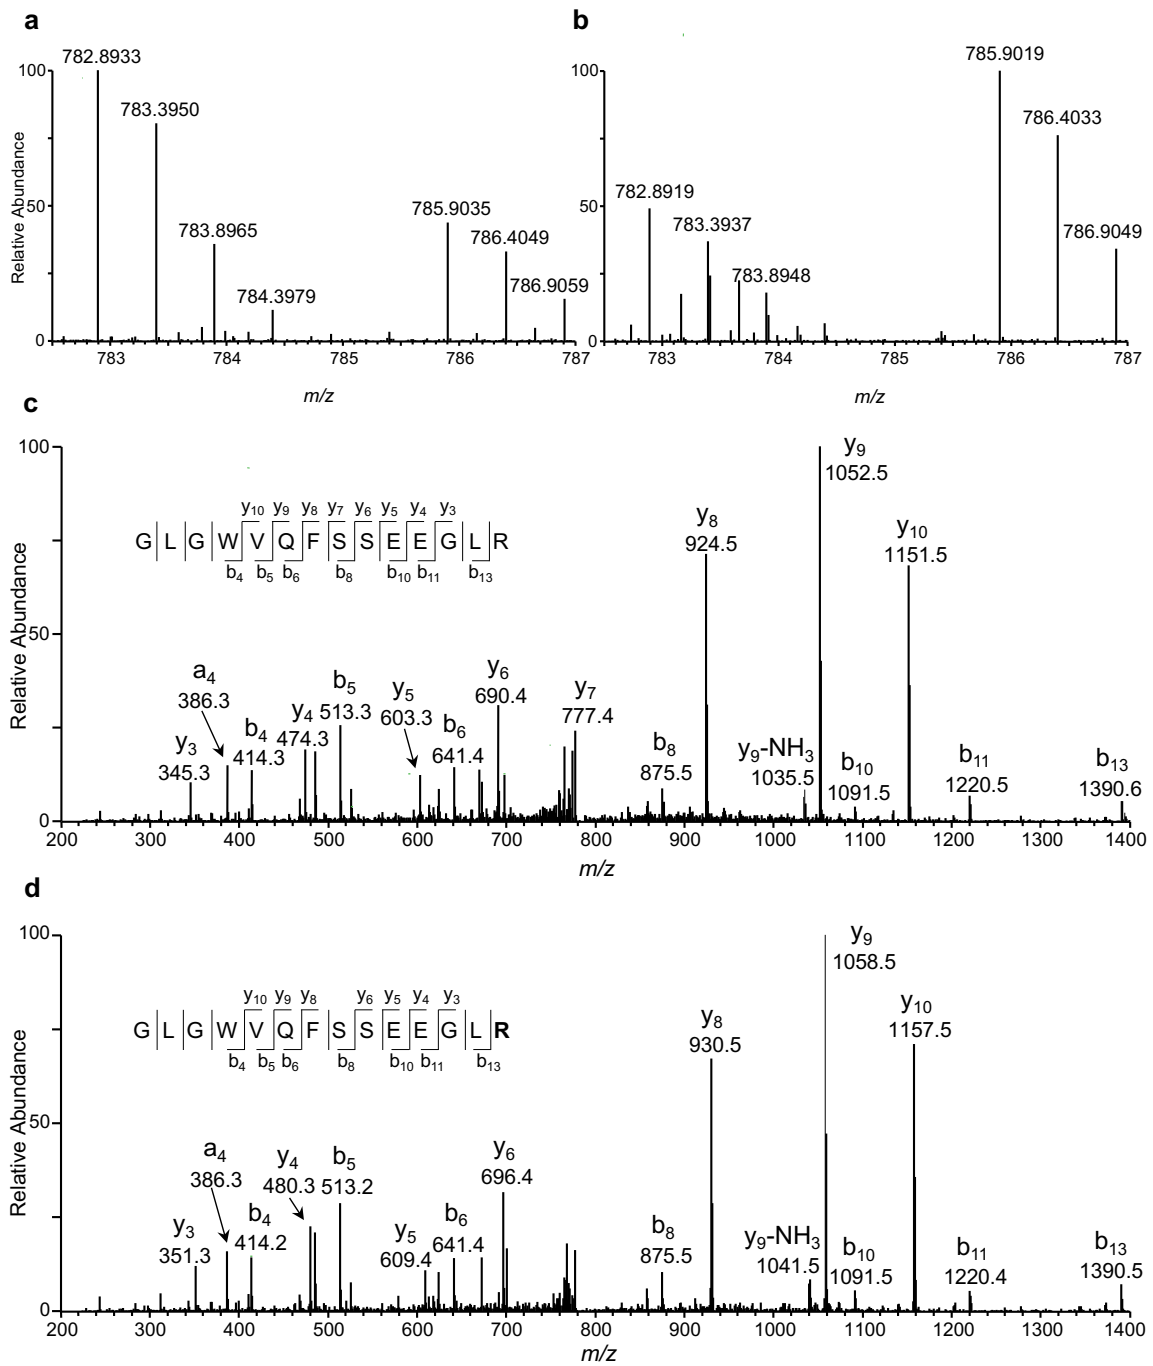 a
782.8933
783.3950
783.8965
784.3979
785.9035
786.4049
786.9059
100
50
0
Relative Abundance
783
784
785
786
787
m/z
b
785.9019
786.4033
786.9049
782.8919
783.3937
783.8948
100
50
0
783
784
785
786
787
m/z
c
100
50
0
Relative Abundance
y10 y9 y8 y7 y6 y5 y4 y3
G L G W V Q F S S E E G L R
b4 b5 b6 b8 b10 b11 b13
y3
345.3
a4
386.3
b4
414.3
y4
474.3
b5
513.3
y5
603.3
b6
641.4
y6
690.4
y7
777.4
b8
875.5
y8
924.5
y9-NH3
1035.5
y9
1052.5
b10
1091.5
y10
1151.5
b11
1220.5
b13
1390.6
200 300 400 500 600 700 800 900 1000 1100 1200 1300 1400
m/z
d
100
50
0
Relative Abundance
y10 y9 y8 y6 y5 y4 y3
G L G W V Q F S S E E G L R
b4 b5 b6 b8 b10 b11 b13
y3
351.3
a4
386.3
b4
414.2
y4
480.3
b5
513.2
y5
609.4
b6
641.4
y6
696.4
b8
875.5
y8
930.5
y9-NH3
1041.5
y9
1058.5
b10
1091.5
y10
1157.5
b11
1220.4
b13
1390.5
200 300 400 500 600 700 800 900 1000 1100 1200 1300 1400
m/z